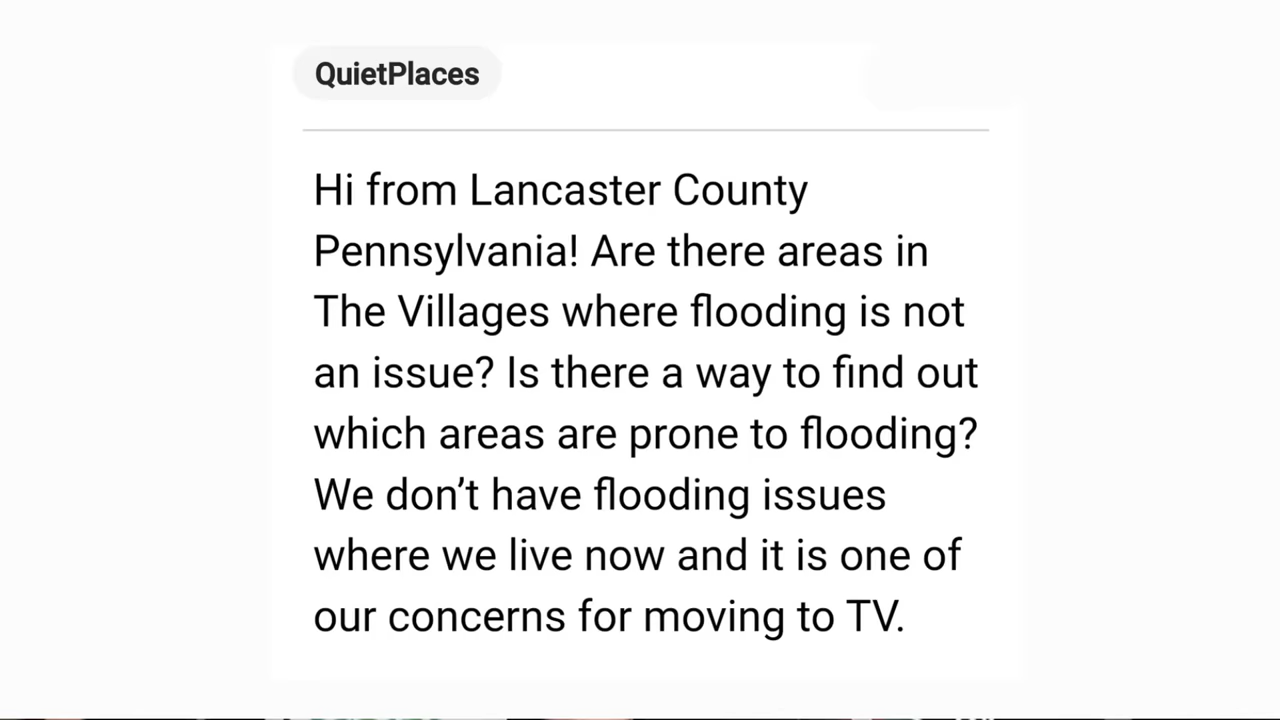 QuietPlaces
Hi from Lancaster County
Pennsylvania! Are there areas in
The Villages where flooding is not
an issue? Is there a way to find out
which areas are prone to flooding?
We don’t have flooding issues
where we live now and it is one of
our concerns for moving to TV.